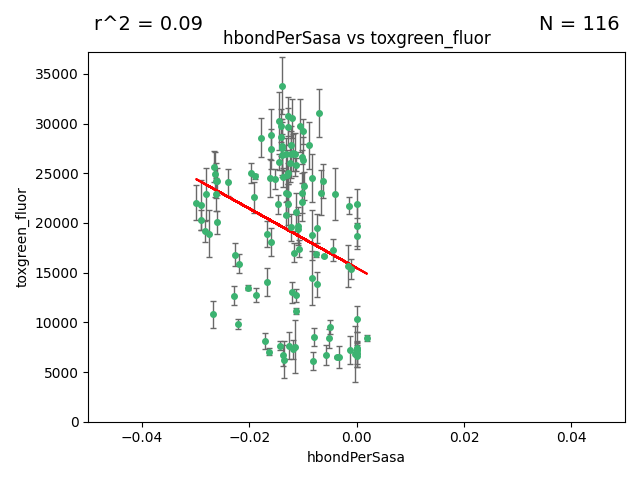 r^2 = 0.09
N = 116
hbondPerSasa vs toxgreen_fluor
35000
30000
25000
20000
15000
10000
5000
0
toxgreen_fluor
−0.04
−0.02
0.00
0.02
0.04
hbondPerSasa